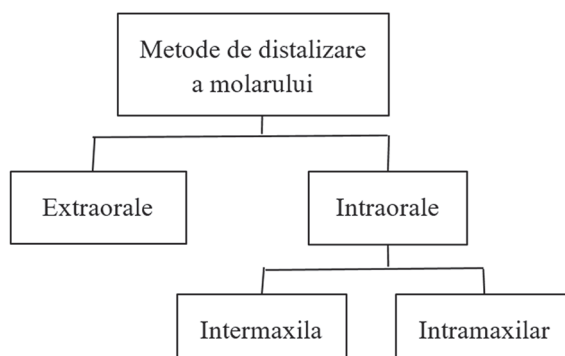 Metode de distalizare
a molarului
Extraorale
Intraorale
Intermaxila
Intramaxilar